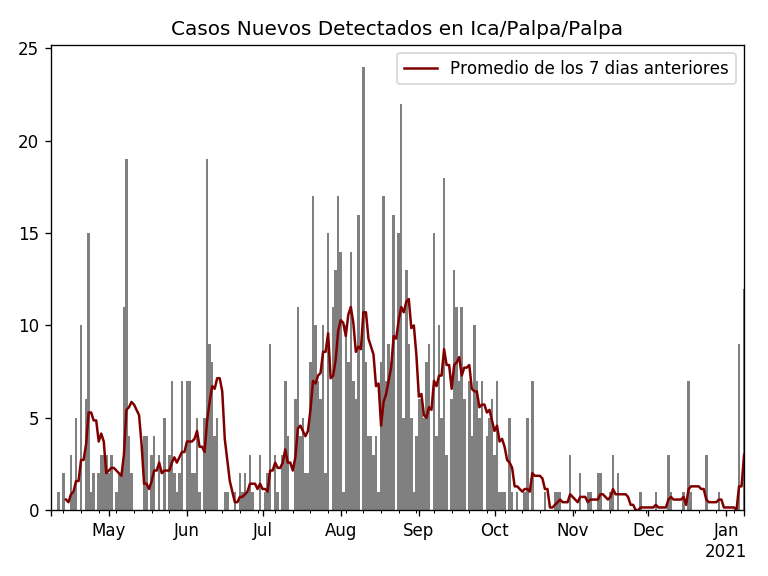 Casos Nuevos Detectados en Ica/Palpa/Palpa
Promedio de los 7 dias anteriores
25
20
15
10
5
0
May Jun Jul Aug Sep Oct Nov Dec Jan
2021